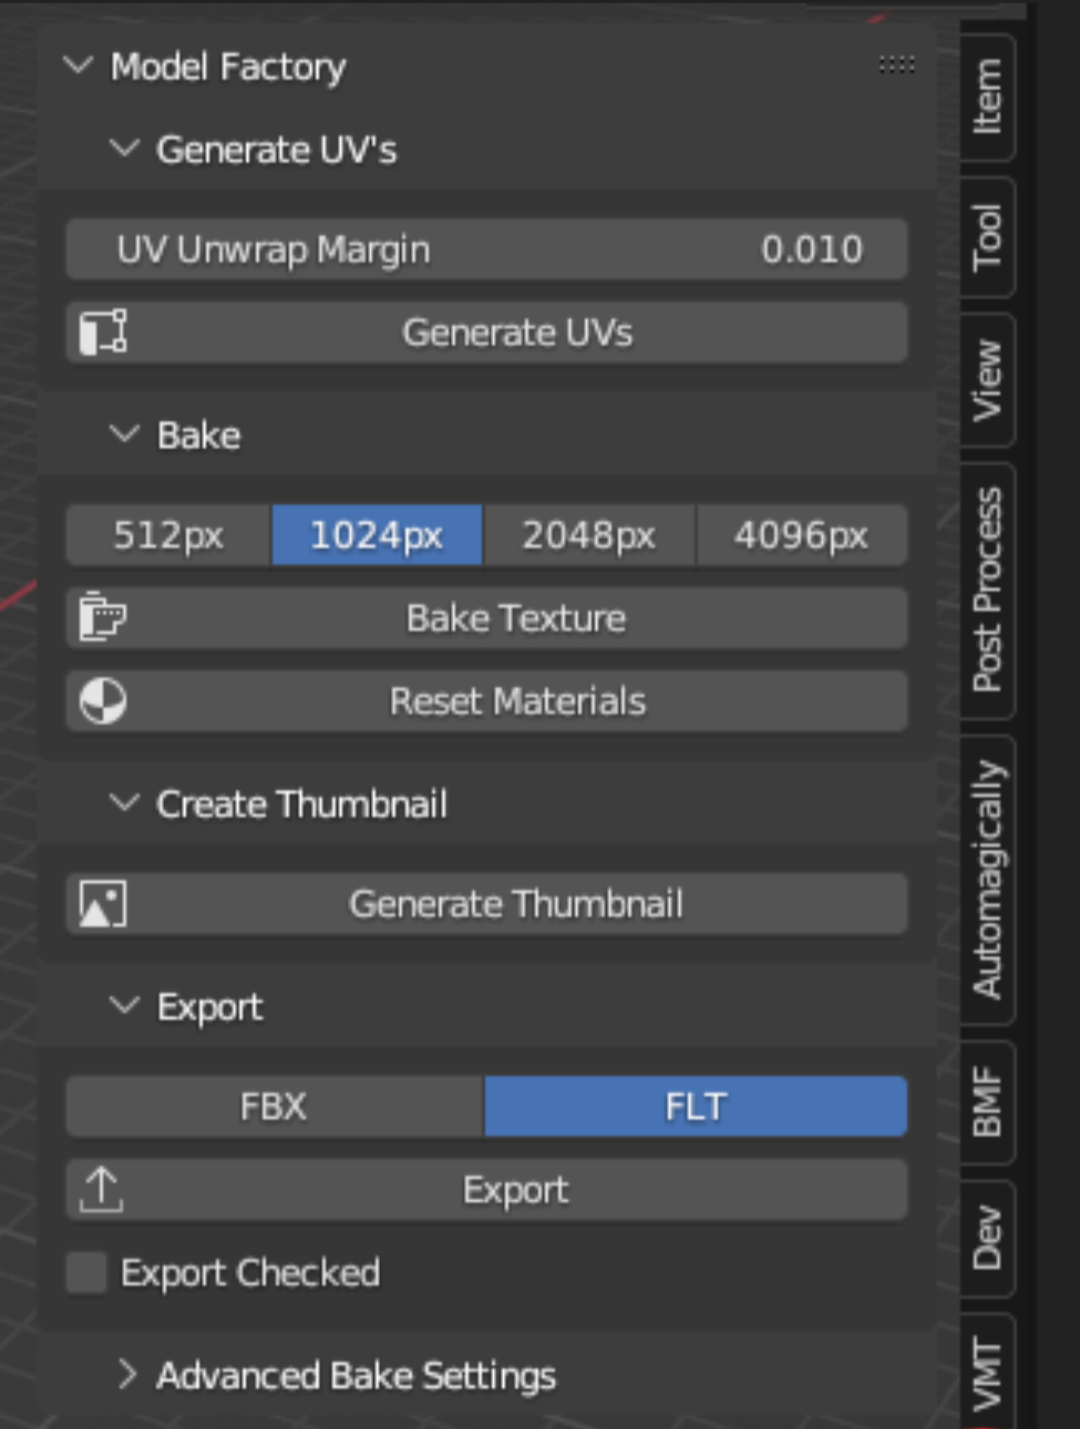 Model Factory
Generate UV's
UV Unwrap Margin 0.010
Generate UVs
Bake
512px 1024px 2048px 4096px
Bake Texture
Reset Materials
Create Thumbnail
Generate Thumbnail
Export
FBX FLT
Export
Export Checked
Advanced Bake Settings
Item
Tool
View
Post Process
Automagically
BMF
Dev
VMT